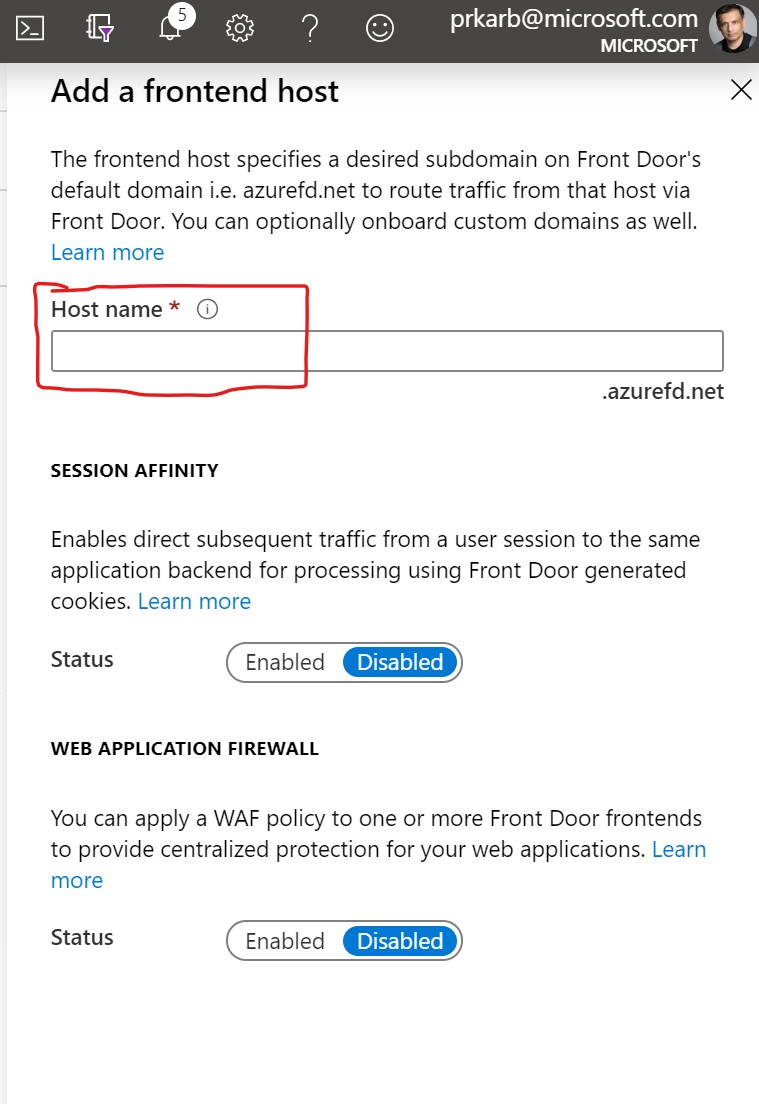 5
prkarb@microsoft.com
MICROSOFT
Add a frontend host
The frontend host specifies a desired subdomain on Front Door's
default domain i.e. azurefd.net to route traffic from that host via
Front Door. You can optionally onboard custom domains as well.
Learn more
Host name *
.azurefd.net
SESSION AFFINITY
Enables direct subsequent traffic from a user session to the same
application backend for processing using Front Door generated
cookies. Learn more
Status Enabled Disabled
WEB APPLICATION FIREWALL
You can apply a WAF policy to one or more Front Door frontends
to provide centralized protection for your web applications. Learn
more
Status Enabled Disabled